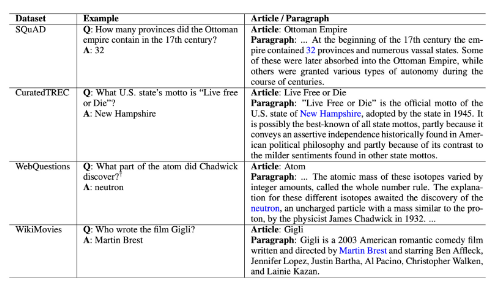 Dataset Example Article / Paragraph
SQuAD Q: How many provinces did the Ottoman Article: Ottoman Empire
empire contain in the 17th century? Paragraph: ... At the beginning of the 17th century the em-
A: 32 pire contained 32 provinces and numerous vassal states. Some
of these were later absorbed into the Ottoman Empire, while
others were granted various types of autonomy during the
course of centuries.
CuratedTREC Q: What U.S. state's motto is "Live free Article: Live Free or Die
or Die"? Paragraph: "Live Free or Die" is the official motto of the
A: New Hampshire U.S. state of New Hampshire, adopted by the state in 1945. It
is possibly the best-known of all state mottos, partly because it
conveys an assertive independence historically found in Amer-
ican political philosophy and partly because of its contrast to
the milder sentiments found in other state mottos.
WebQuestions Q: What part of the atom did Chadwick Article: Atom
discover?† Paragraph: ... The atomic mass of these isotopes varied by
A: neutron integer amounts, called the whole number rule. The explana-
tion for these different isotopes awaited the discovery of the
neutron, an uncharged particle with a mass similar to the pro-
ton, by the physicist James Chadwick in 1932. ...
WikiMovies Q: Who wrote the film Gigli? Article: Gigli
A: Martin Brest Paragraph: Gigli is a 2003 American romantic comedy film
written and directed by Martin Brest and starring Ben Affleck,
Jennifer Lopez, Justin Bartha, Al Pacino, Christopher Walken,
and Lainie Kazan.